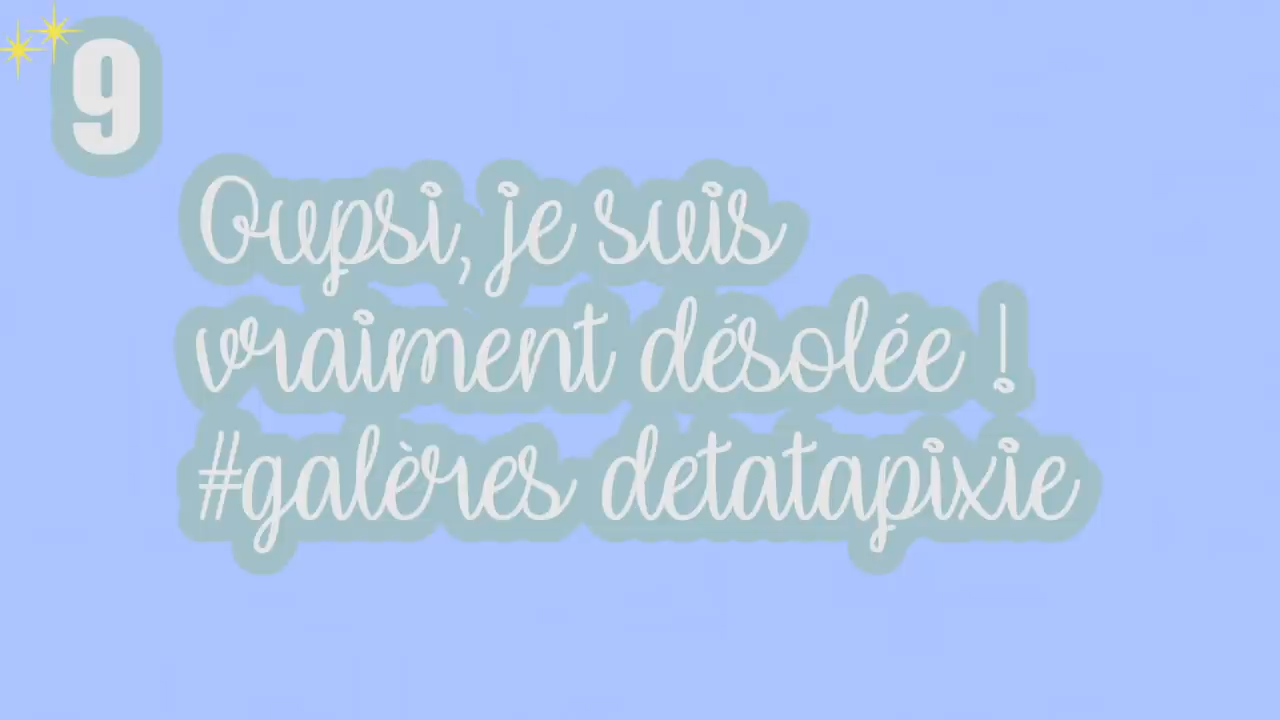 9
Oupsi, je suis
vraiment désolée !
#galères detatapixie